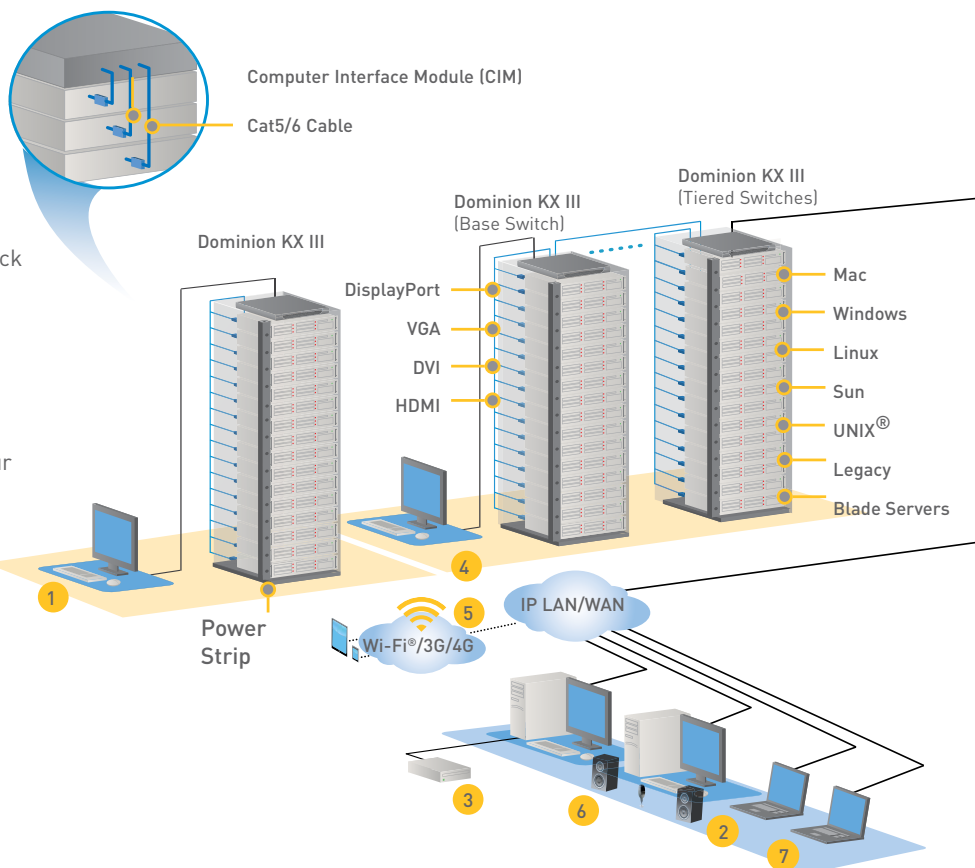 Computer Interface Module (CIM)
Cat5/6 Cable
Dominion KX III
(Tiered Switches)
Dominion KX III
(Base Switch)
Dominion KX III
ck
DisplayPort
VGA
DVI
HDMI
Mac
Windows
Linux
Sun
UNIX®
Legacy
Blade Servers
ur
1
4
5
Power
Strip
Wi-Fi®/3G/4G
IP LAN/WAN
3
6
2
7